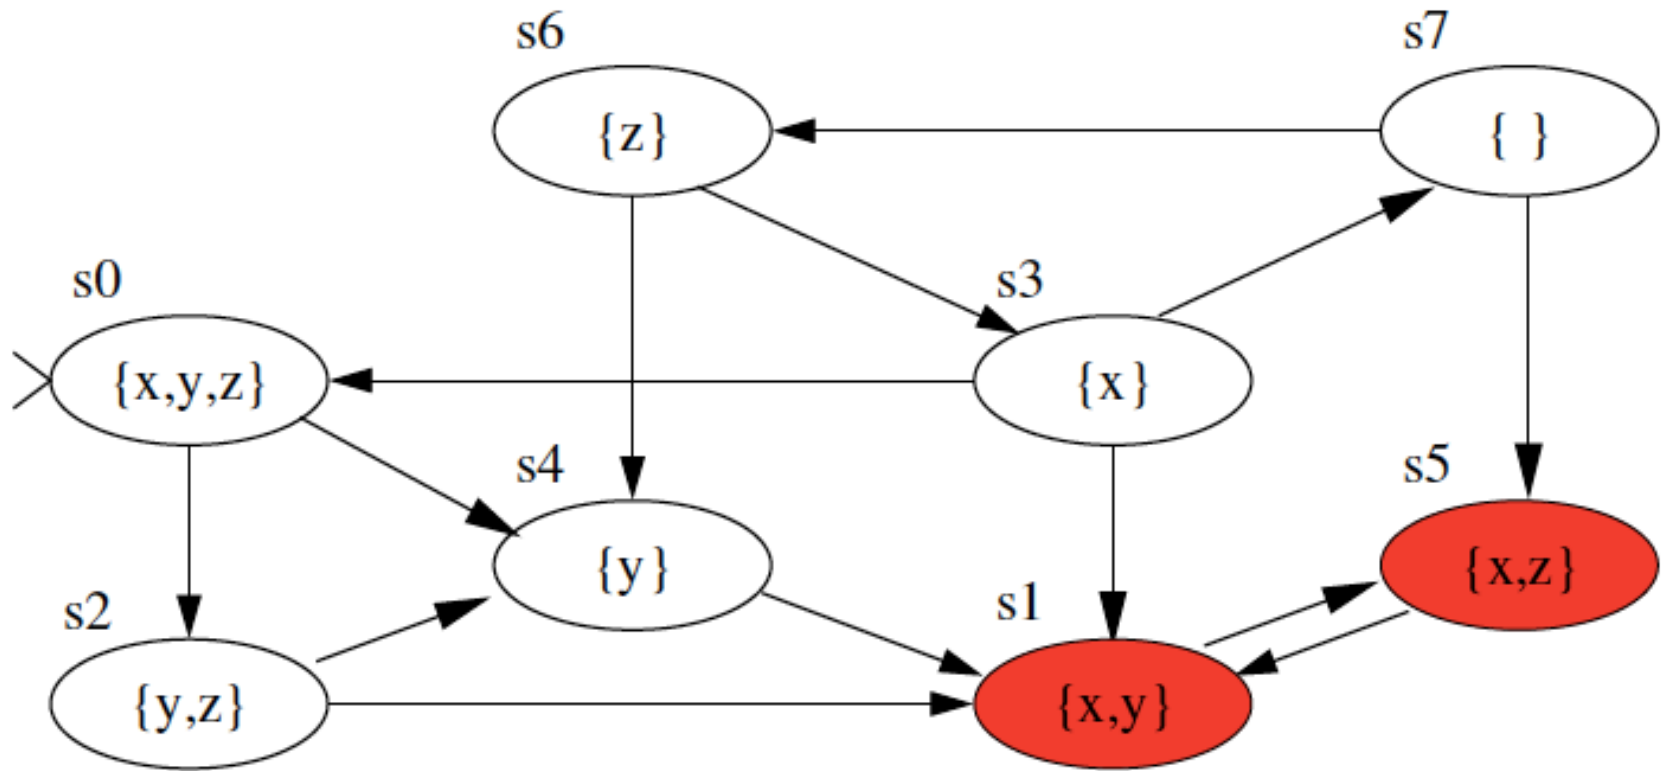 s6
s7
{z}
{ }
s0
s3
{x,y,z}
{x}
s4
s5
{y}
{x,z}
s2
s1
{y,z}
{x,y}